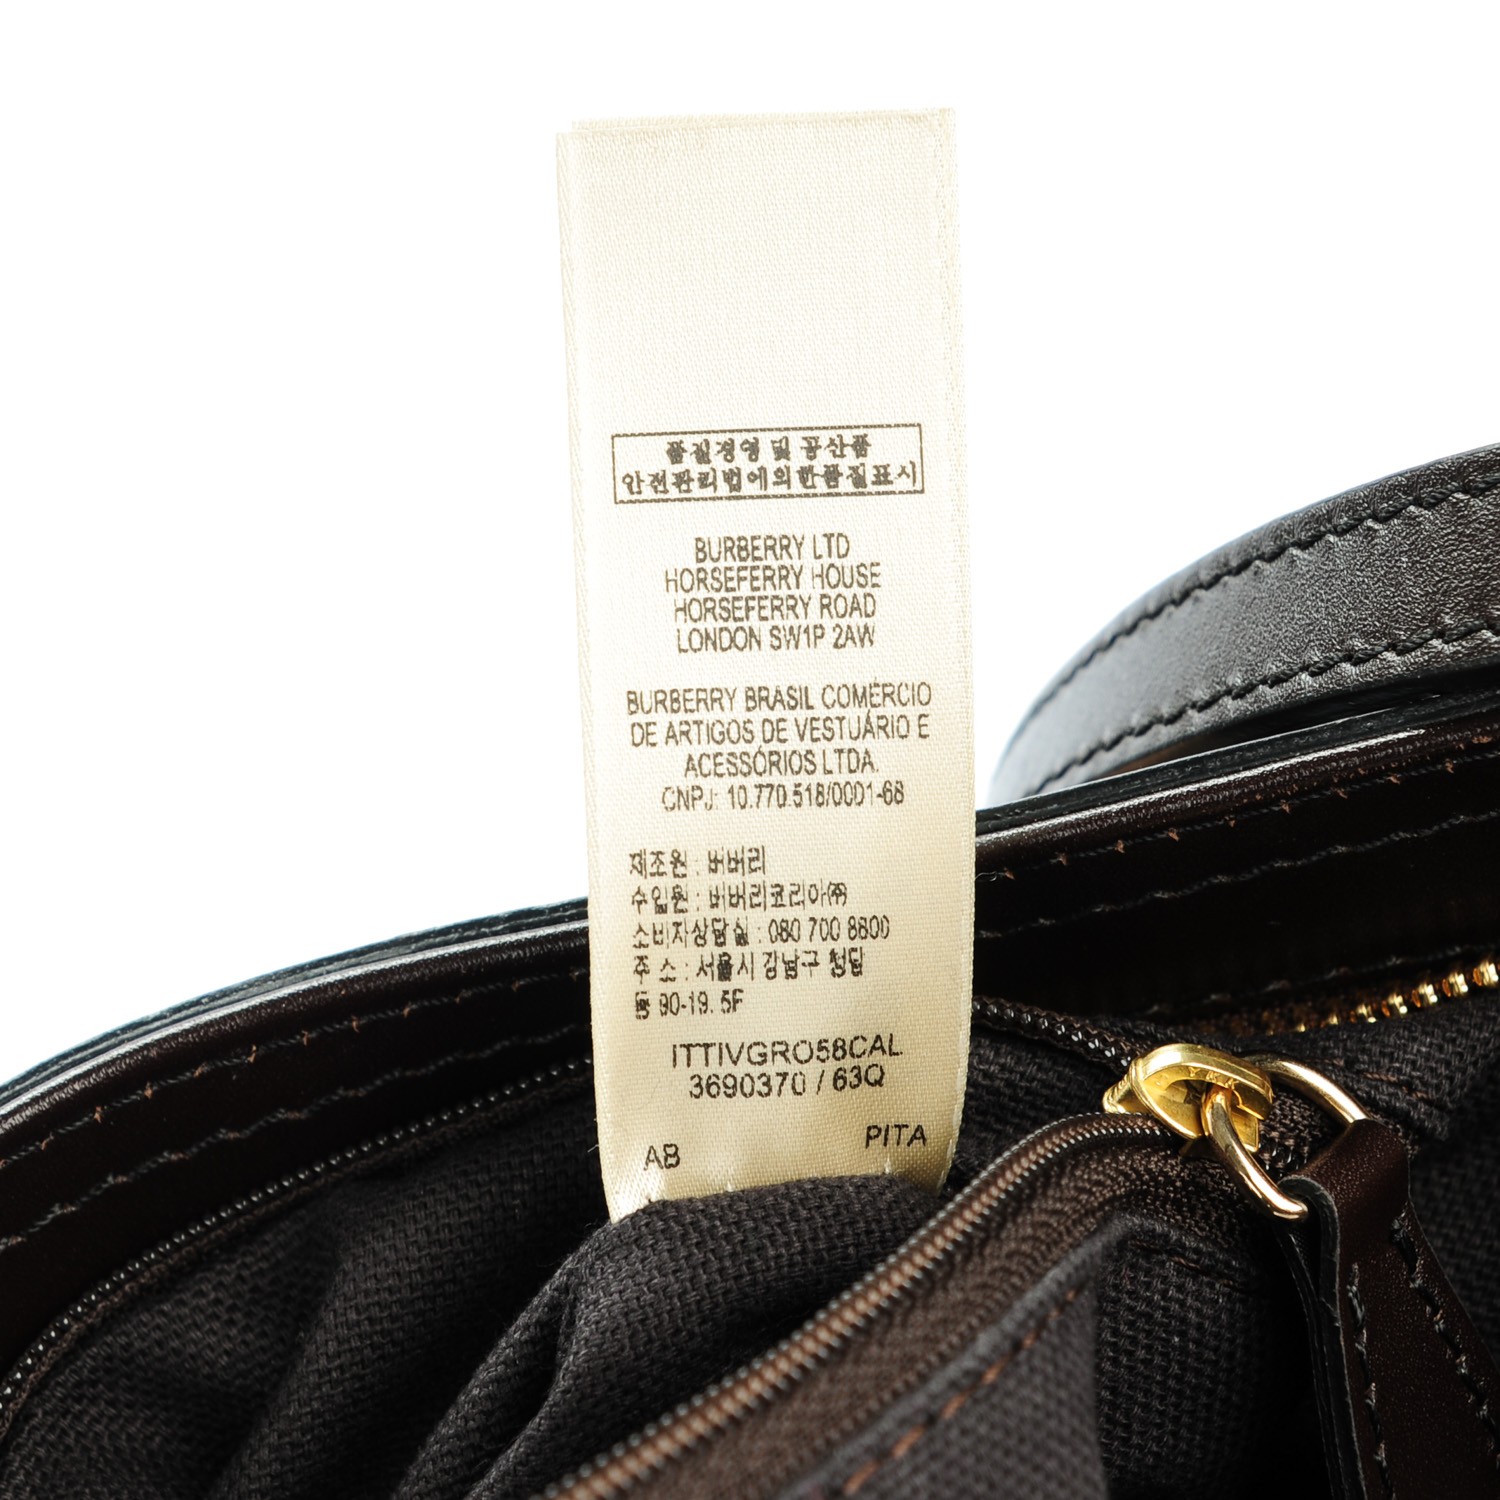 품질경영 및 공산품
안전관리법에의한품질표시
BURBERRY LTD
HORSEFERRY HOUSE
HORSEFERRY ROAD
LONDON SW1P 2AW
BURBERRY BRASIL COMÉRCIO
DE ARTIGOS DE VESTUÁRIO E
ACESSÓRIOS LTDA.
CNPJ: 10.770.518/0001-68
제조원 : 버버리
수입원 : 버버리코리아㈜
소비자상담실 : 080 700 8800
주 소 : 서울시 강남구 청담
동 90-19. 5F
ITTIVGRO58CAL
3690370 / 63Q
AB PITA
YKK